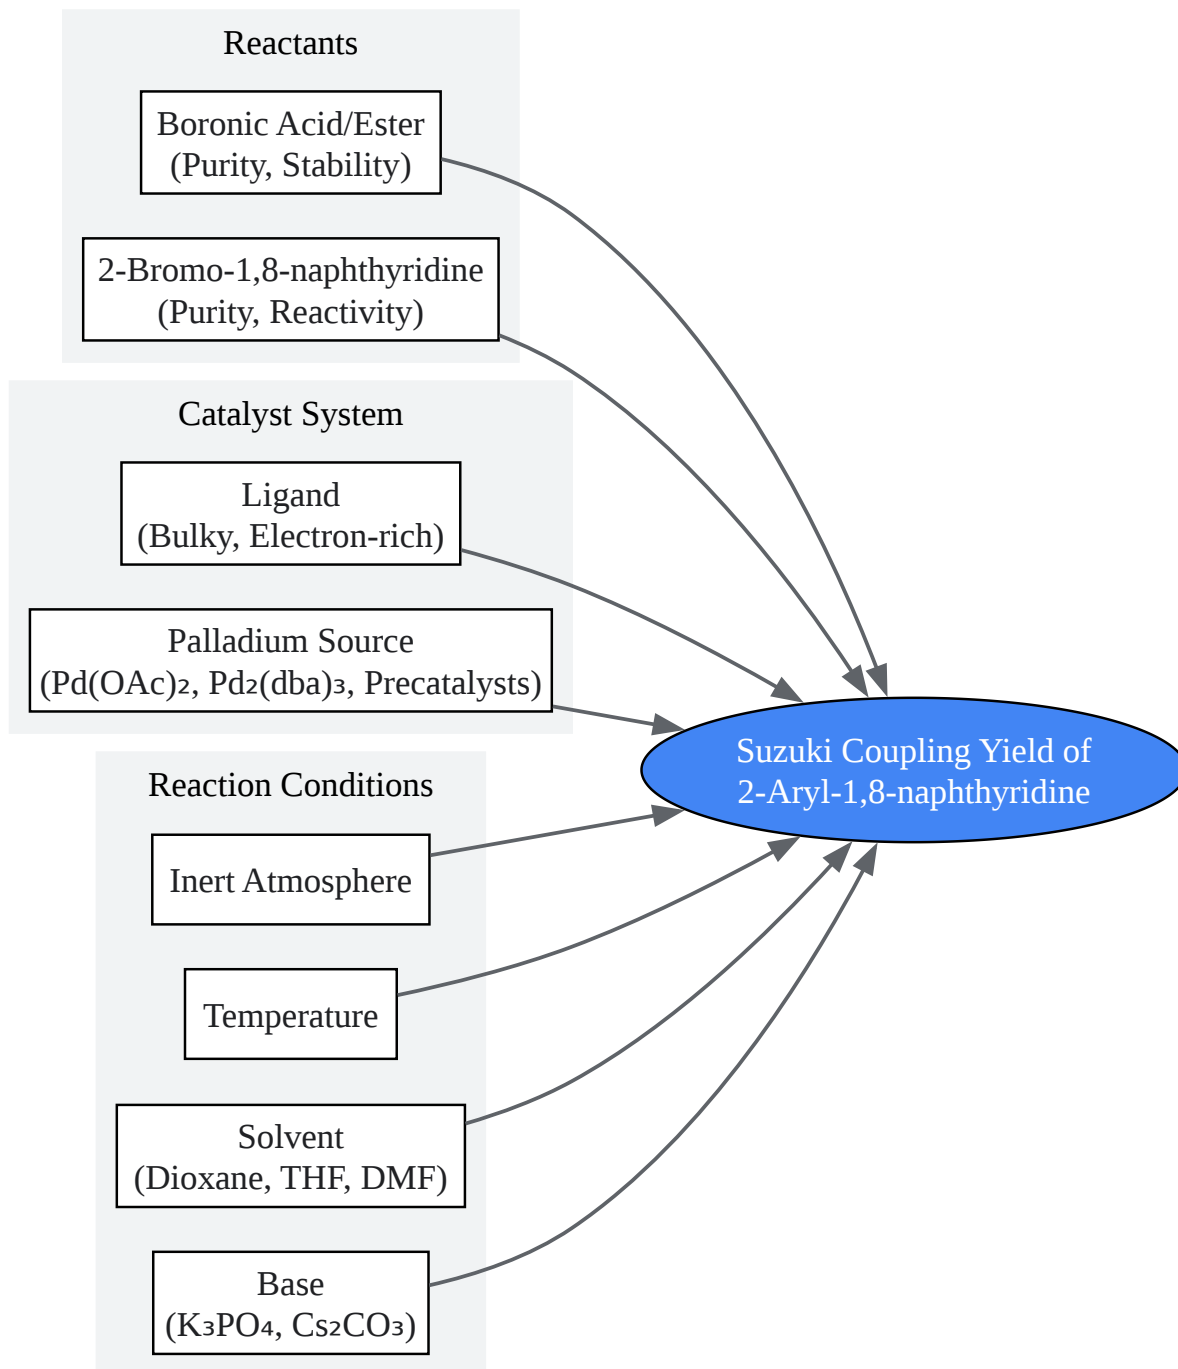 Reactants
Boronic Acid/Ester
(Purity, Stability)
2-Bromo-1,8-naphthyridine
(Purity, Reactivity)
Catalyst System
Ligand
(Bulky, Electron-rich)
Palladium Source
(Pd(OAc)₂, Pd₂(dba)₃, Precatalysts)
Suzuki Coupling Yield of
2-Aryl-1,8-naphthyridine
Reaction Conditions
Inert Atmosphere
Temperature
Solvent
(Dioxane, THF, DMF)
Base
(K₃PO₄, Cs₂CO₃)